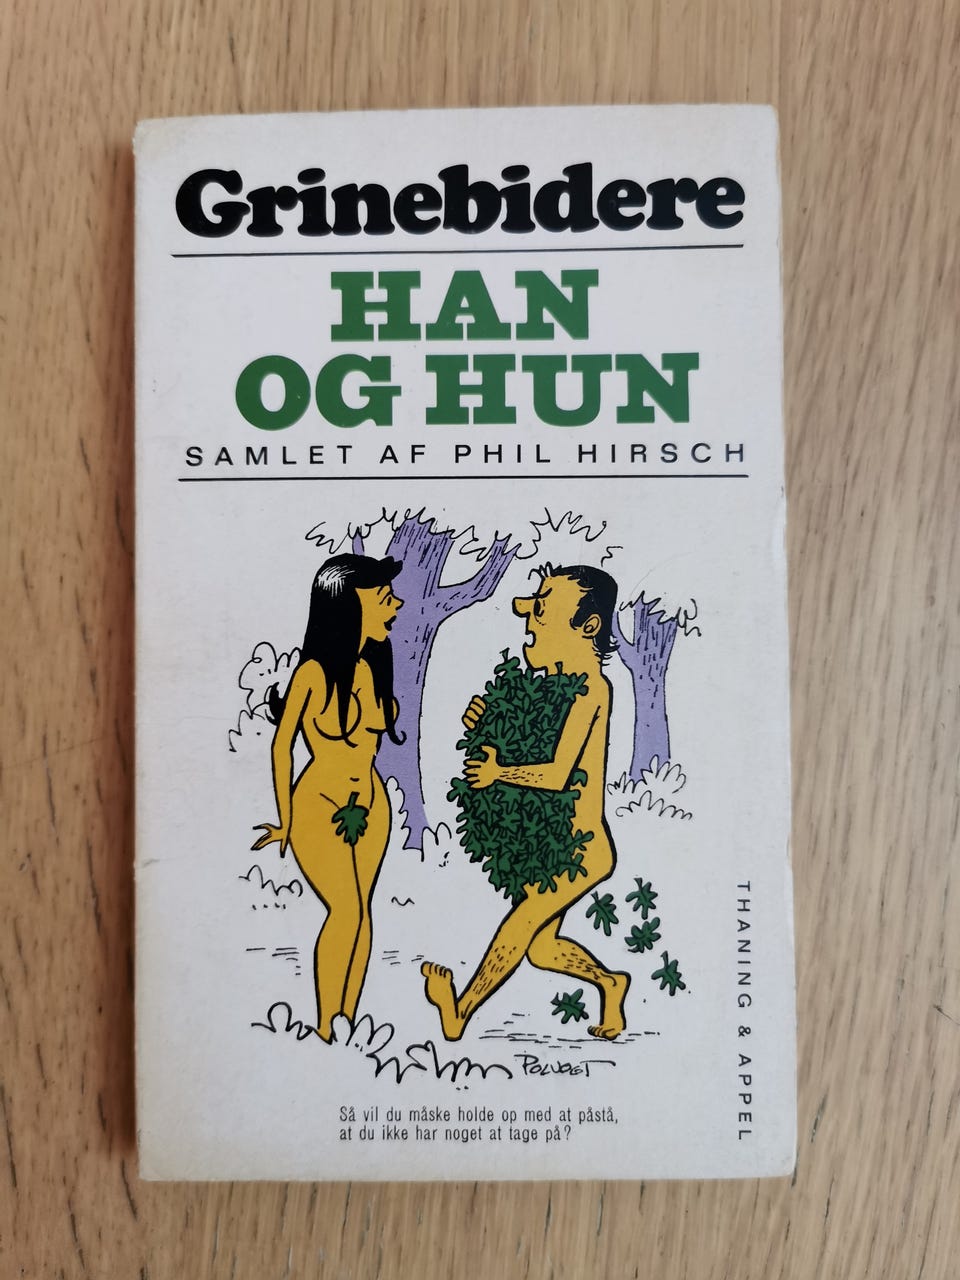 Grinebidere
HAN
OG HUN
SAMLET AF PHIL HIRSCH
POLVOGT
Så vil du måske holde op med at påstå,
at du ikke har noget at tage på?
THANING & APPEL